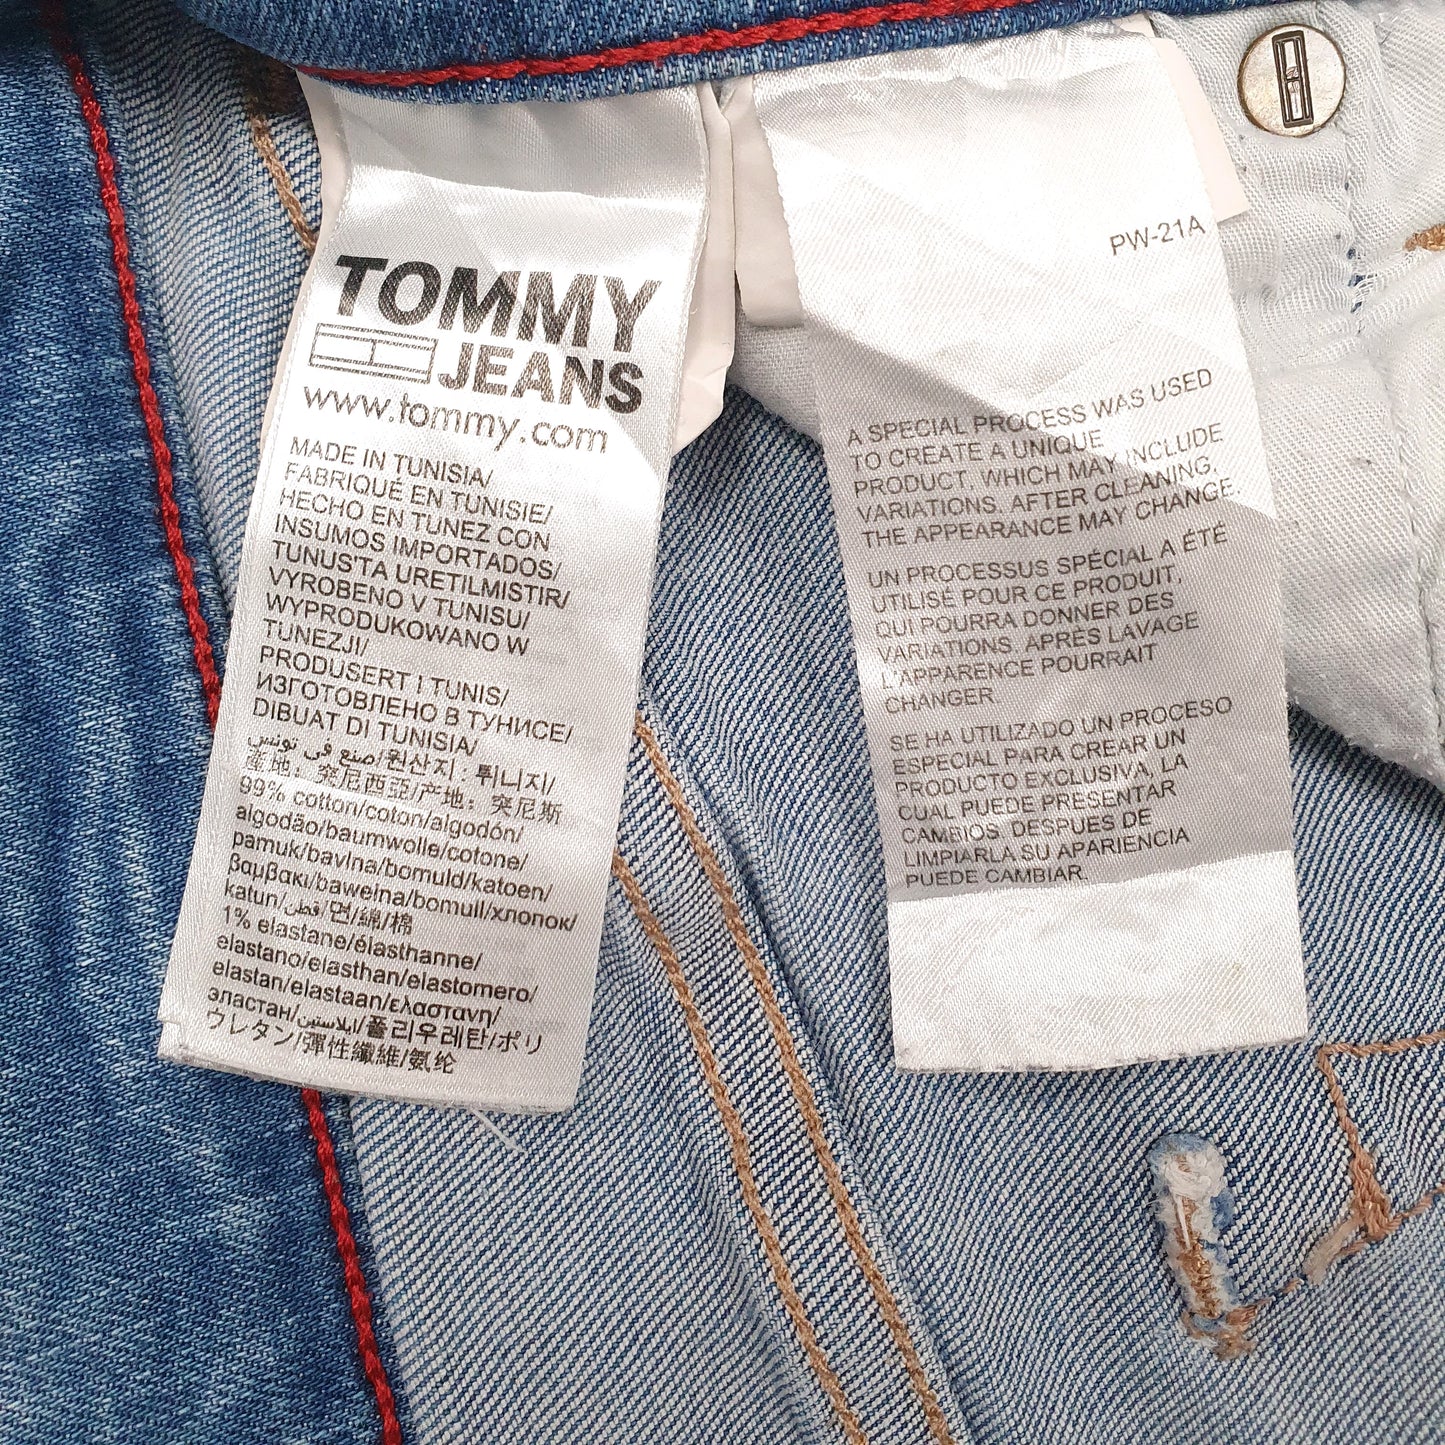 TOMMY
JEANS
www.tommy.com
MADE IN TUNISIA/
FABRIQUÉ EN TUNISIE/
HECHO EN TUNEZ CON
INSUMOS IMPORTADOS/
TUNUSTA URETILMISTIR/
VYROBENO V TUNISU/
WYPRODUKOWANO W
TUNEZJI/
PRODUSERT I TUNIS/
ИЗГОТОВЛЕНО В ТУНИСЕ/
DIBUAT DI TUNISIA/
صنع في تونس/원산지 : 튀니지/
產地：突尼西亞/产地：突尼斯
99% cotton/coton/algodón/
algodão/baumwolle/cotone/
pamuk/bavlna/bomuld/katoen/
βαμβακι/bawełna/bomull/хлопок/
katun/قطن/면/綿/棉
1% elastane/élasthanne/
elastano/elasthan/elastomero/
elastan/elastaan/ελαστανη/
эластан/ايلاستين/폴리우레탄/ポリ
ウレタン/彈性纖維/氨纶
PW-21A
A SPECIAL PROCESS WAS USED
TO CREATE A UNIQUE
PRODUCT, WHICH MAY INCLUDE
VARIATIONS. AFTER CLEANING,
THE APPEARANCE MAY CHANGE.
UN PROCESSUS SPÉCIAL A ÉTÉ
UTILISÉ POUR CE PRODUIT,
QUI POURRA DONNER DES
VARIATIONS. APRÈS LAVAGE
L'APPARENCE POURRAIT
CHANGER.
SE HA UTILIZADO UN PROCESO
ESPECIAL PARA CREAR UN
PRODUCTO EXCLUSIVA, LA
CUAL PUEDE PRESENTAR
CAMBIOS. DESPUES DE
LIMPIARLA SU APARIENCIA
PUEDE CAMBIAR.